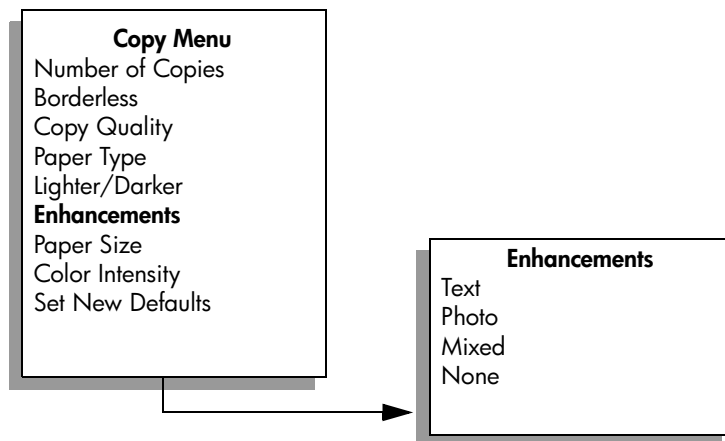 Copy Menu
Number of Copies
Borderless
Copy Quality
Paper Type
Lighter/Darker
Enhancements
Paper Size
Color Intensity
Set New Defaults
Enhancements
Text
Photo
Mixed
None